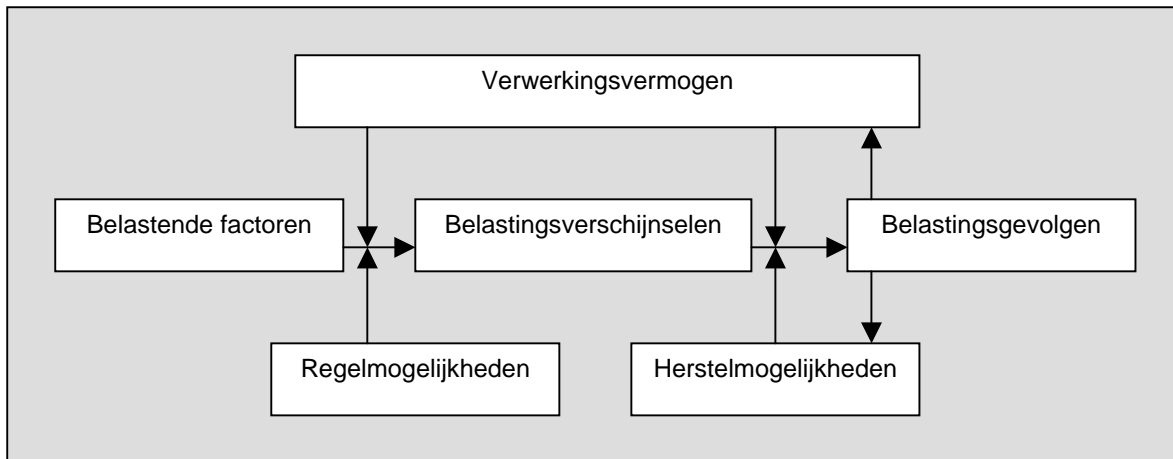 Verwerkingsvermogen
Belastende factoren
Belastingsverschijnselen
Belastingsgevolgen
Regelmogelijkheden
Herstelmogelijkheden